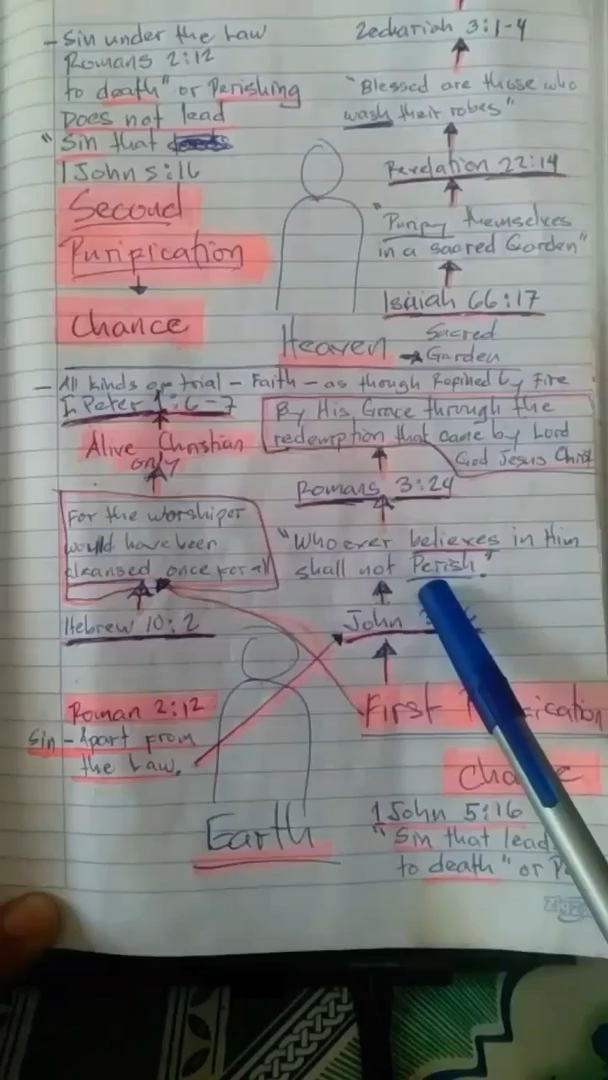 - Sin under the Law
Romans 2:12
to death" or Perishing
Does not lead
"Sin that
1 John 5:16
Second
Puripication
Chance
Zechariah 3:1-4
"Blessed are those who
wash their robes"
Revelation 22:14
"Puripy themselves
in a sacred Garden"
Isaiah 66:17
Sacred
Garden
Heaven
- All kinds op trial - Faith - as though Repined by Fire
I Peter 1:6-7
Alive Christian
only
By His Grace through the
redemption that came by Lord
God Jesus Christ
Romans 3:24
For the worshiper
would have been
cleansed once for all
"Whoever believes in Him
shall not Perish."
Hebrew 10:2
John
Roman 2:12
Sin - Apart from
the Law.
First
Chance
Earth
1 John 5:16
"Sin that lead
to death" or